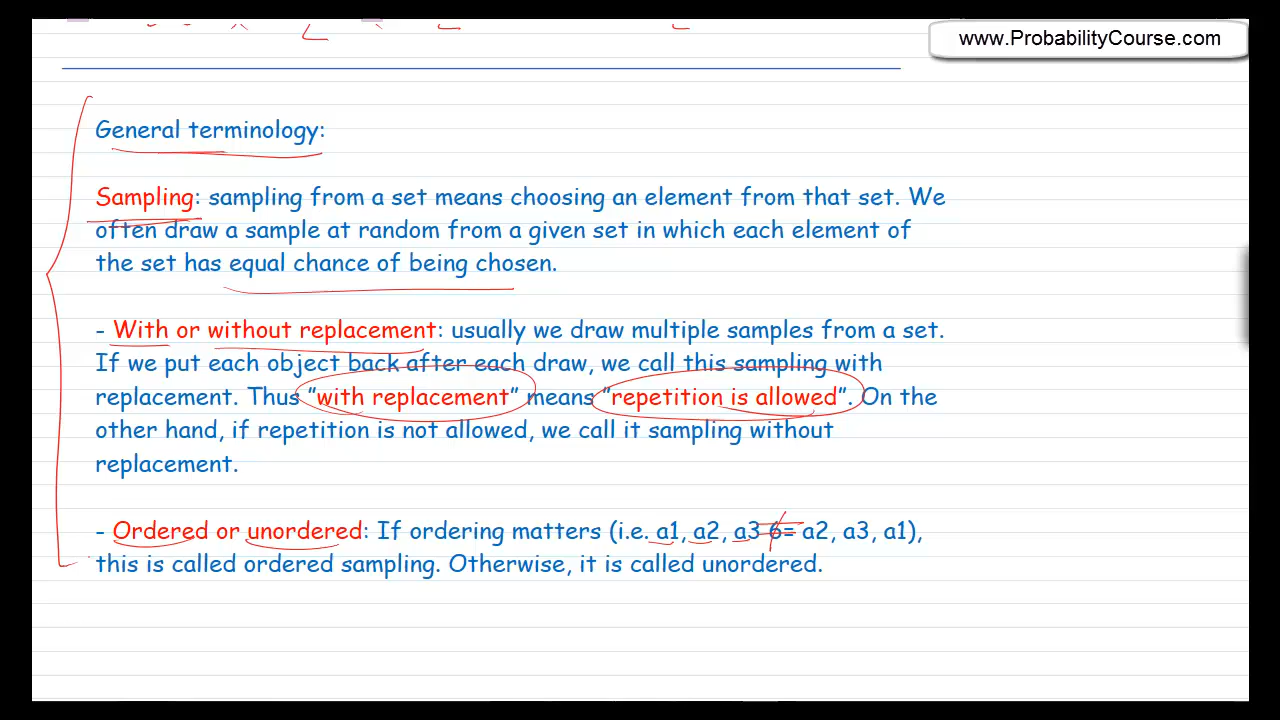 www.ProbabilityCourse.com
General terminology:
Sampling: sampling from a set means choosing an element from that set. We
often draw a sample at random from a given set in which each element of
the set has equal chance of being chosen.
- With or without replacement: usually we draw multiple samples from a set.
If we put each object back after each draw, we call this sampling with
replacement. Thus "with replacement" means "repetition is allowed". On the
other hand, if repetition is not allowed, we call it sampling without
replacement.
- Ordered or unordered: If ordering matters (i.e. a1, a2, a3 6= a2, a3, a1),
this is called ordered sampling. Otherwise, it is called unordered.